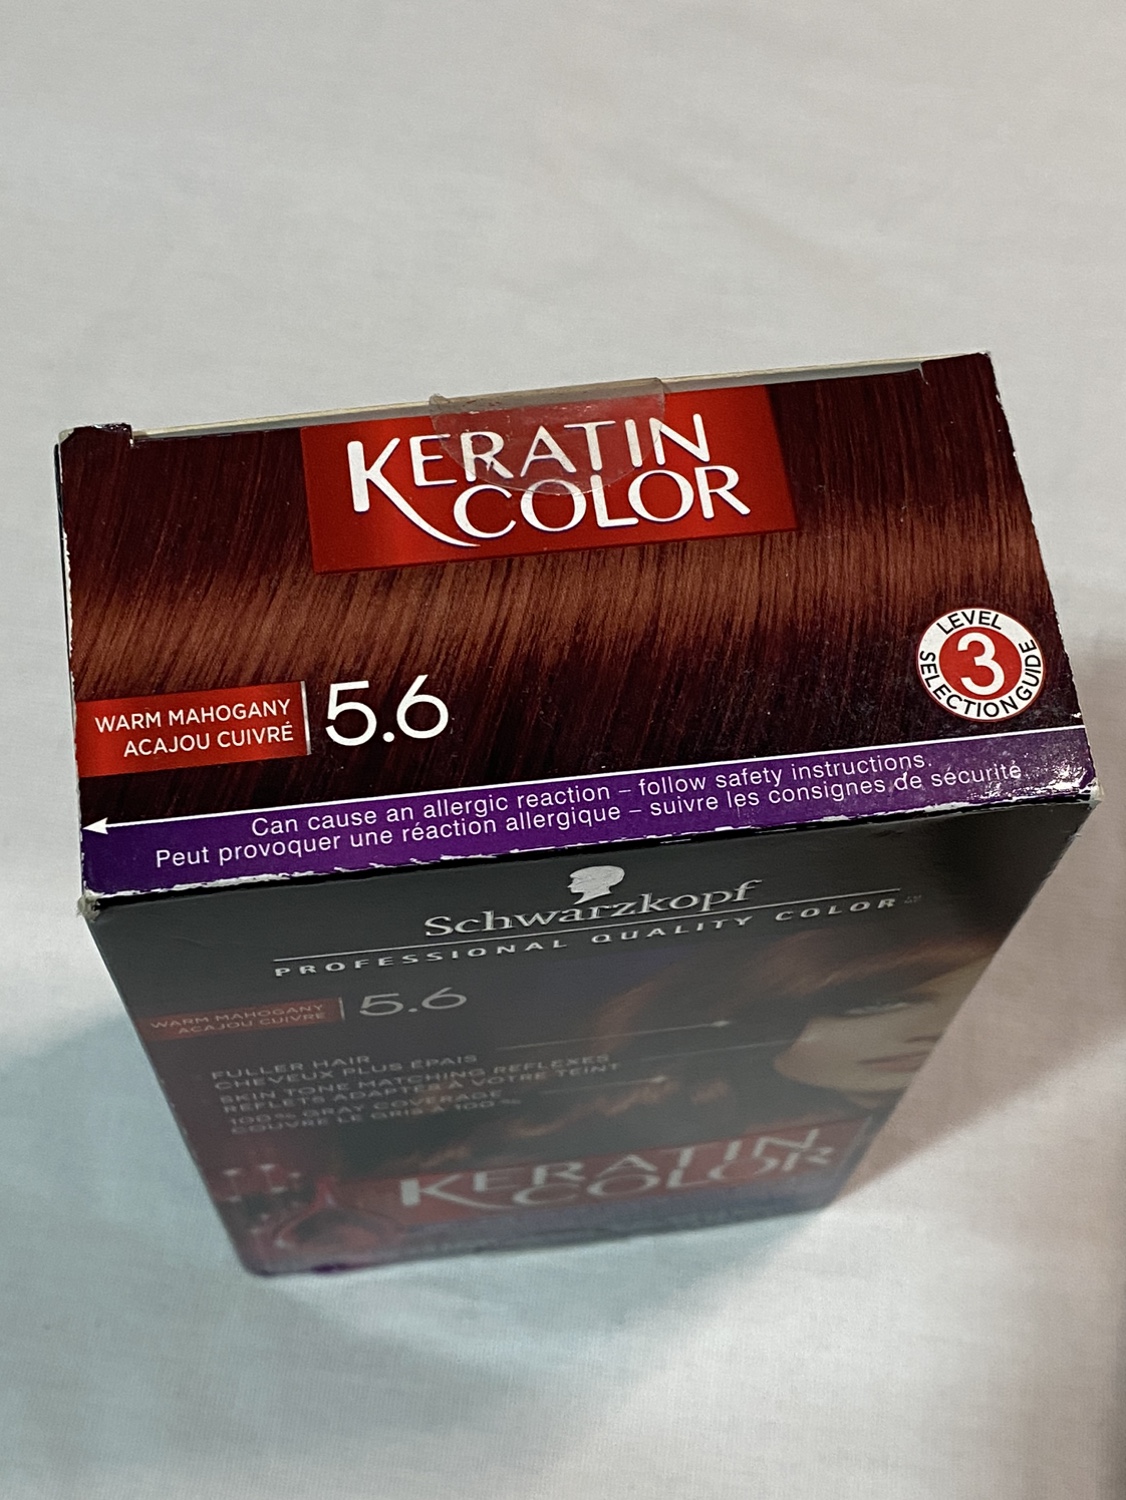 KERATIN
COLOR
LEVEL
3
SELECTION GUIDE
WARM MAHOGANY
ACAJOU CUIVRÉ
5.6
Can cause an allergic reaction – follow safety instructions.
Peut provoquer une réaction allergique – suivre les consignes de sécurité
Schwarzkopf
PROFESSIONAL QUALITY COLOR
WARM MAHOGANY
ACAJOU CUIVRÉ
5.6
FULLER HAIR
CHEVEUX PLUS ÉPAIS
SKIN TONE MATCHING REFLEXES
REFLETS ADAPTÉS À VOTRE TEINT
100% GRAY COVERAGE
COUVRE LE GRIS À 100 %
KERATIN
COLOR